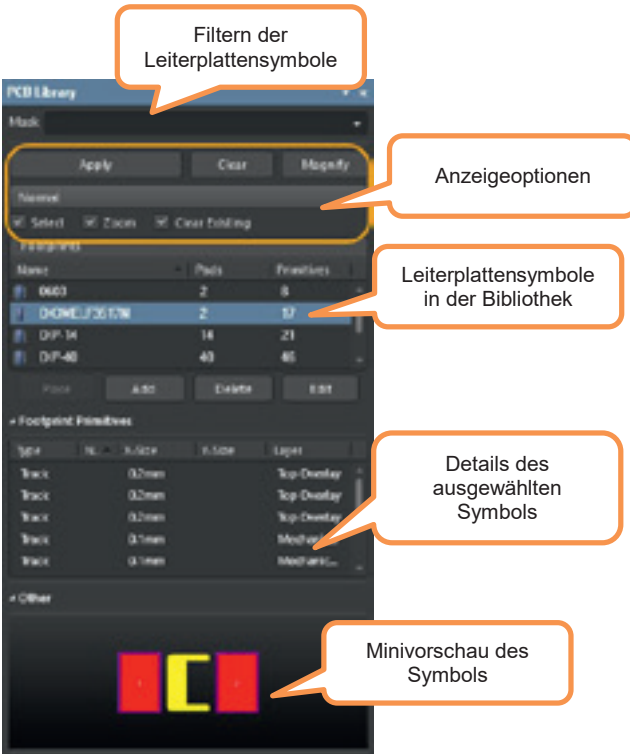 Filtern der
Leiterplattensymbole
PCB Library
Mask
Apply Clear Magnify
Anzeigeoptionen
Normal
Select Zoom Clear Existing
Footprints
Name Pads Primitives
Leiterplattensymbole
in der Bibliothek
0603 2 8
2 17
DIP-14 14 21
DIP-40 40 46
Place Add Delete Edit
Footprint Primitives
Type N.. X-Size Y-Size Layer
Details des
ausgewählten
Symbols
Track 0.2mm Top Overlay
Track 0.2mm Top Overlay
Track 0.2mm Top Overlay
Track 0.1mm
Track 0.1mm Mechanic...
Other
Minivorschau des
Symbols